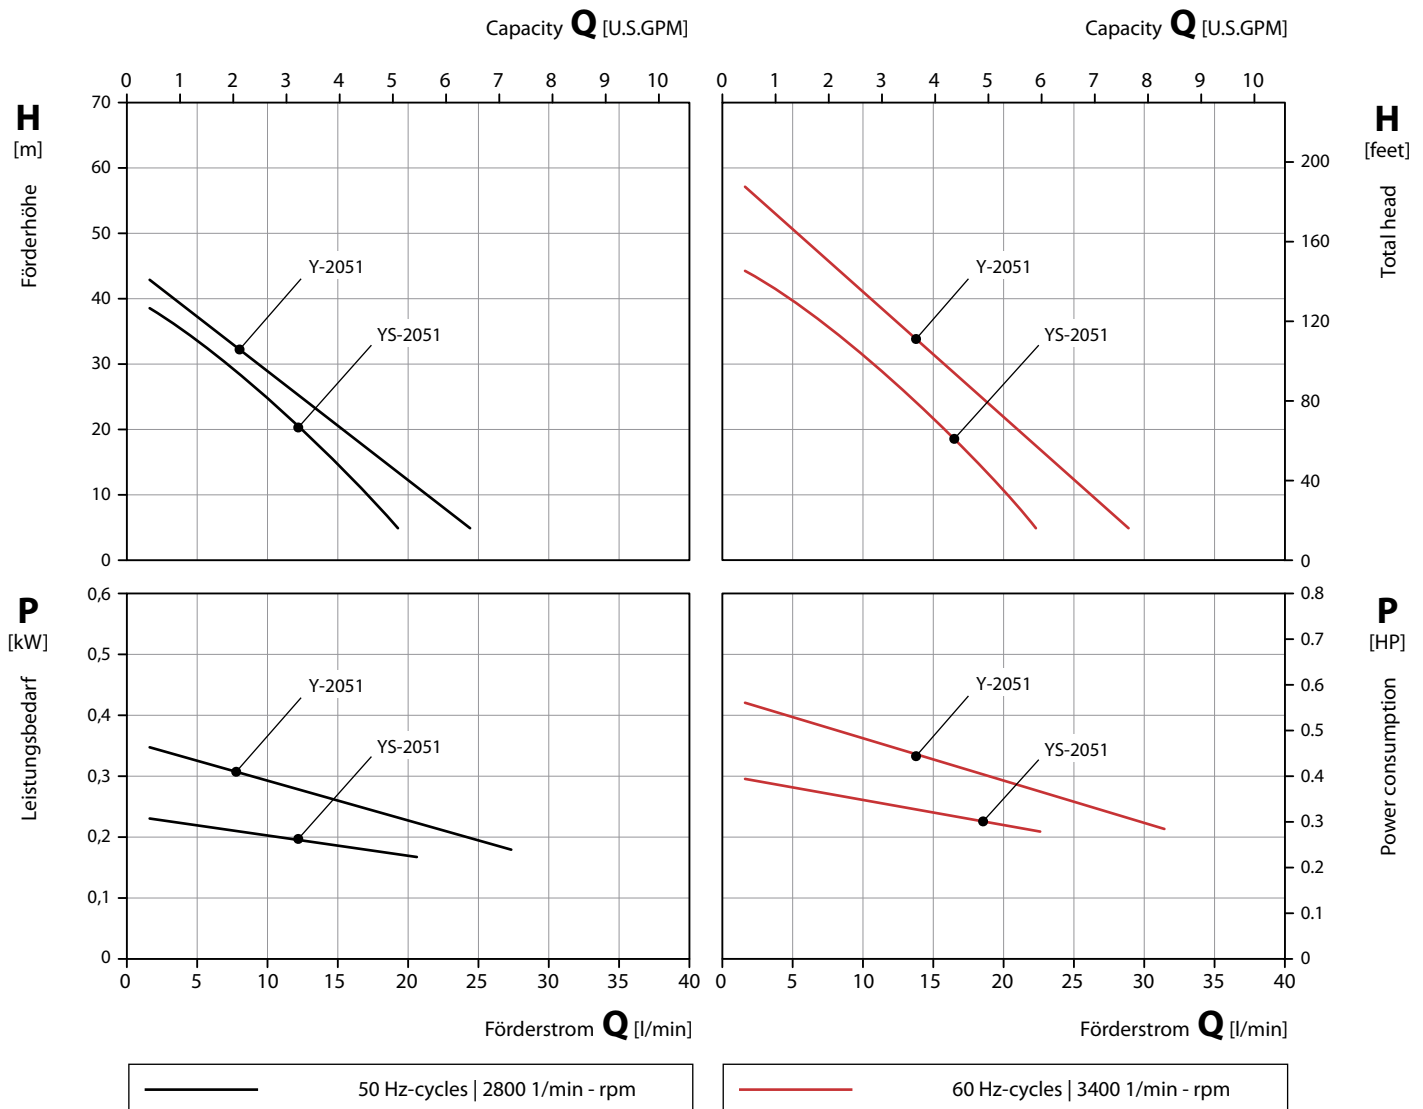 Capacity Q [U.S.GPM]
Capacity Q [U.S.GPM]
0 1 2 3 4 5 6 7 8 9 10
0 1 2 3 4 5 6 7 8 9 10
H
[m]
Förderhöhe
70
60
50
40
30
20
10
0
Y-2051
YS-2051
Y-2051
YS-2051
H
[feet]
Total head
200
160
120
80
40
0
P
[kW]
Leistungsbedarf
0,6
0,5
0,4
0,3
0,2
0,1
0
Y-2051
YS-2051
Y-2051
YS-2051
P
[HP]
Power consumption
0.8
0.7
0.6
0.5
0.4
0.3
0.2
0.1
0
0 5 10 15 20 25 30 35 40
0 5 10 15 20 25 30 35 40
Förderstrom Q [l/min]
Förderstrom Q [l/min]
50 Hz-cycles | 2800 1/min - rpm
60 Hz-cycles | 3400 1/min - rpm